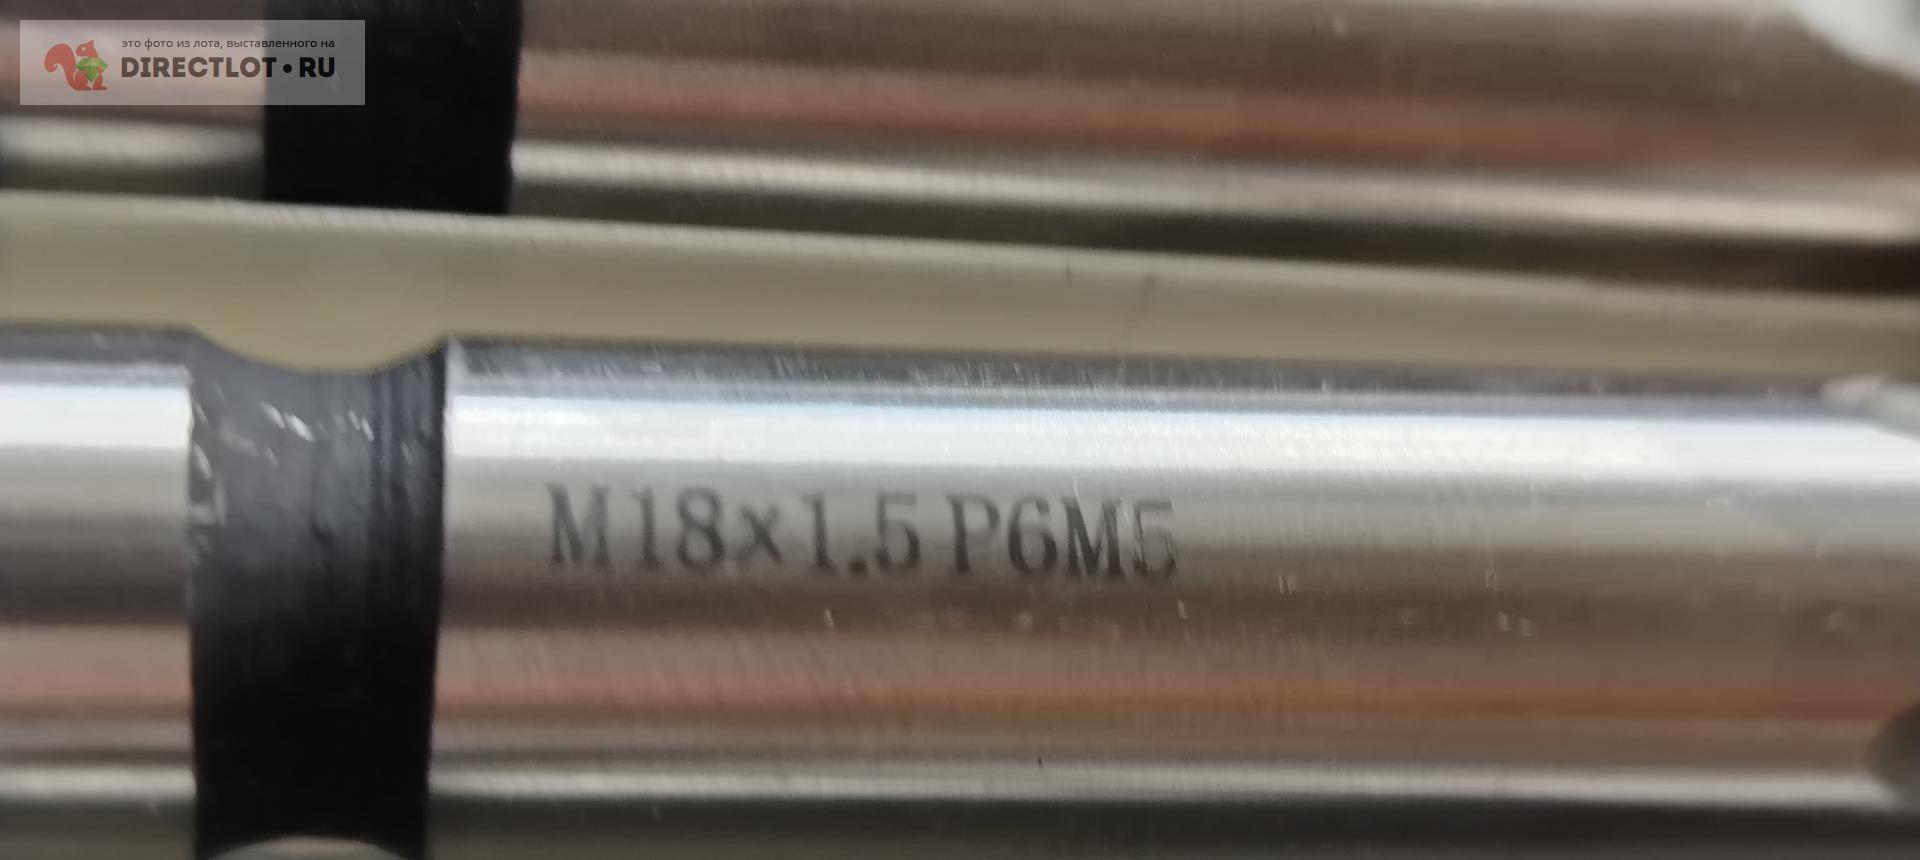 это фото из лота, выставленного на
DIRECTLOT•RU
M18x1.5 P6M5